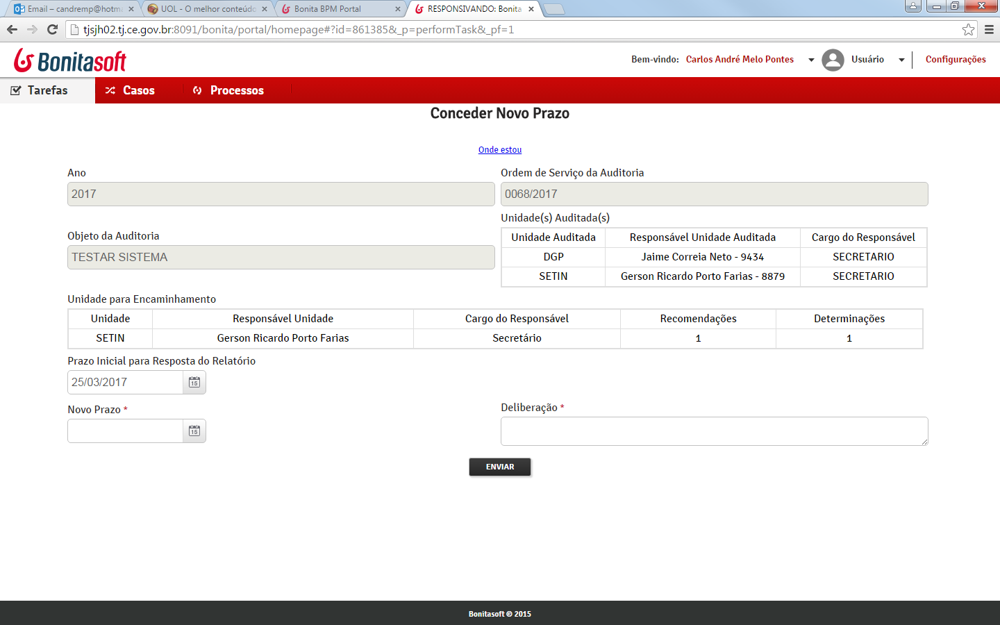 Email – candremp@hotma
UOL - O melhor conteúdo
Bonita BPM Portal
RESPONSIVANDO: Bonita
tjsjh02.tj.ce.gov.br:8091/bonita/portal/homepage#?id=861385&_p=performTask&_pf=1
Bonitasoft
Bem-vindo: Carlos André Melo Pontes Usuário Configurações
Tarefas Casos Processos
Conceder Novo Prazo
Onde estou
Ano
2017
Ordem de Serviço da Auditoria
0068/2017
Objeto da Auditoria
TESTAR SISTEMA
Unidade(s) Auditada(s)
Unidade Auditada Responsável Unidade Auditada Cargo do Responsável
DGP Jaime Correia Neto - 9434 SECRETARIO
SETIN Gerson Ricardo Porto Farias - 8879 SECRETARIO
Unidade para Encaminhamento
Unidade Responsável Unidade Cargo do Responsável Recomendações Determinações
SETIN Gerson Ricardo Porto Farias Secretário 1 1
Prazo Inicial para Resposta do Relatório
25/03/2017 15
Novo Prazo *
15
Deliberação *
ENVIAR
Bonitasoft © 2015